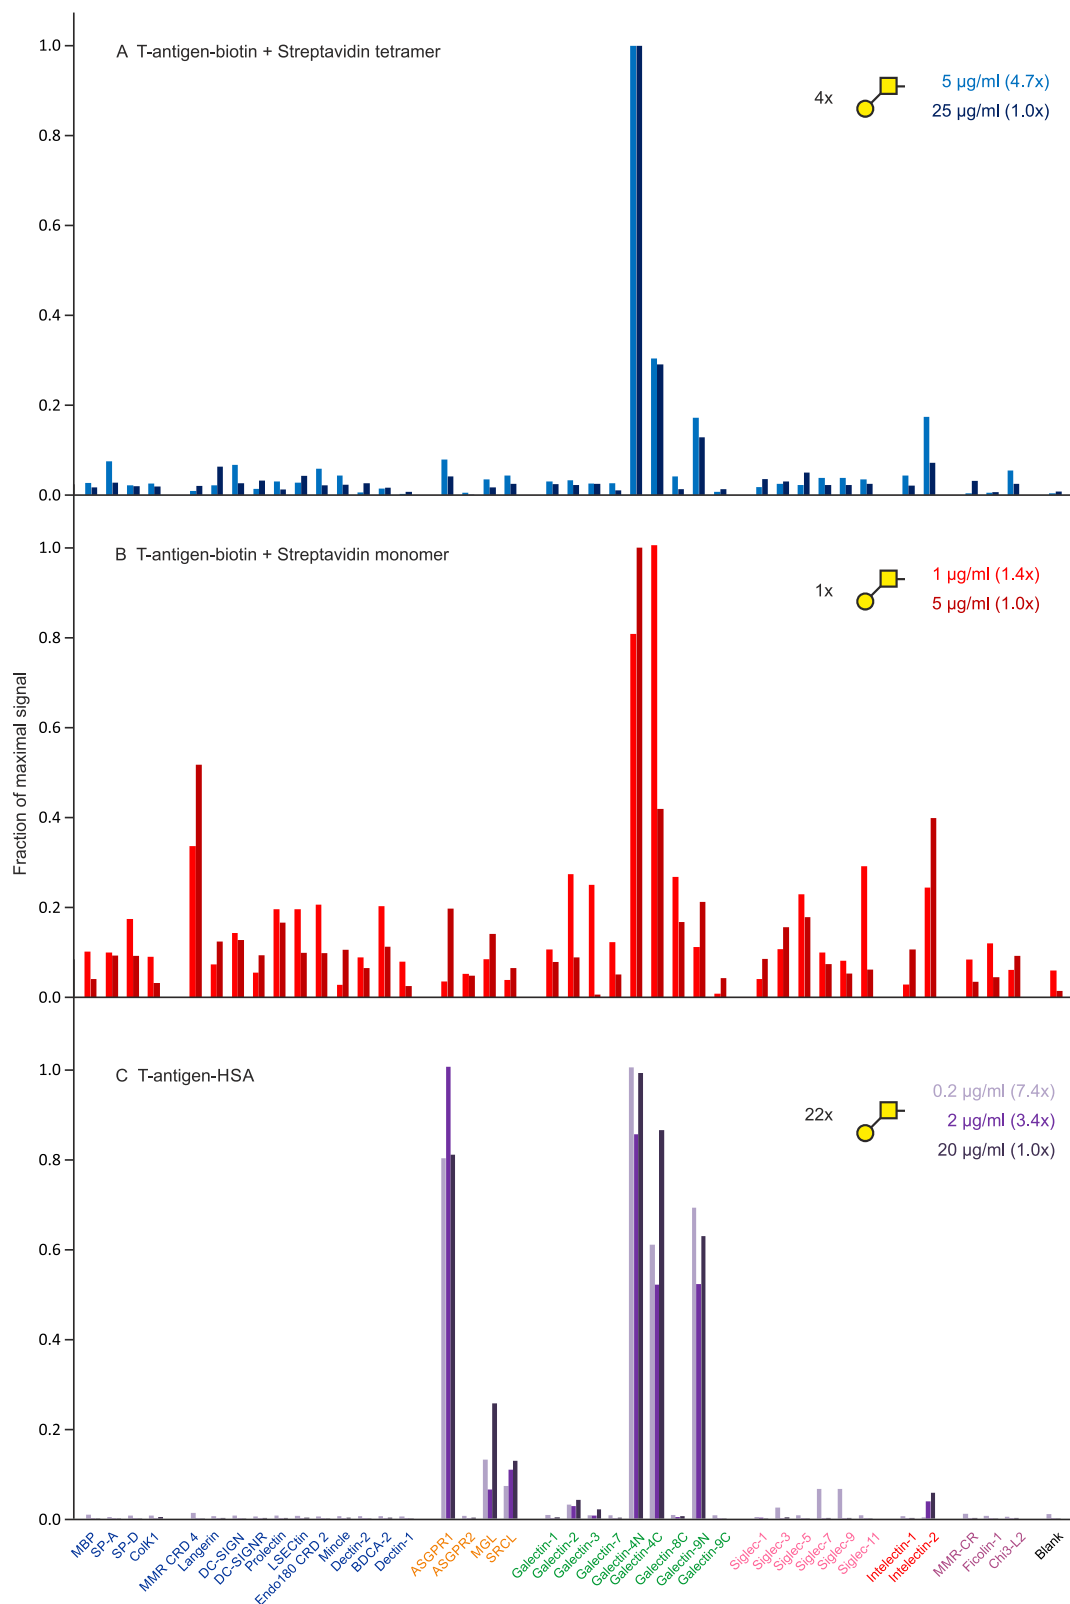 A T-antigen-biotin + Streptavidin tetramer
4x
5 µg/ml (4.7x)
25 µg/ml (1.0x)
1.0
0.8
0.6
0.4
0.2
0.0
B T-antigen-biotin + Streptavidin monomer
1x
1 µg/ml (1.4x)
5 µg/ml (1.0x)
1.0
0.8
0.6
0.4
0.2
0.0
Fraction of maximal signal
C T-antigen-HSA
22x
0.2 µg/ml (7.4x)
2 µg/ml (3.4x)
20 µg/ml (1.0x)
1.0
0.8
0.6
0.4
0.2
0.0
MBP
SP-A
SP-D
ColK1
MMR CRD 4
Langerin
DC-SIGN
DC-SIGNR
Prolectin
LSECtin
Endo180 CRD 2
Mincle
Dectin-2
BDCA-2
Dectin-1
ASGPR1
ASGPR2
MGL
SRCL
Galectin-1
Galectin-2
Galectin-3
Galectin-7
Galectin-4N
Galectin-4C
Galectin-8C
Galectin-9N
Galectin-9C
Siglec-1
Siglec-3
Siglec-5
Siglec-7
Siglec-9
Siglec-11
Intelectin-1
Intelectin-2
MMR-CR
Ficolin-1
Chi3-L2
Blank